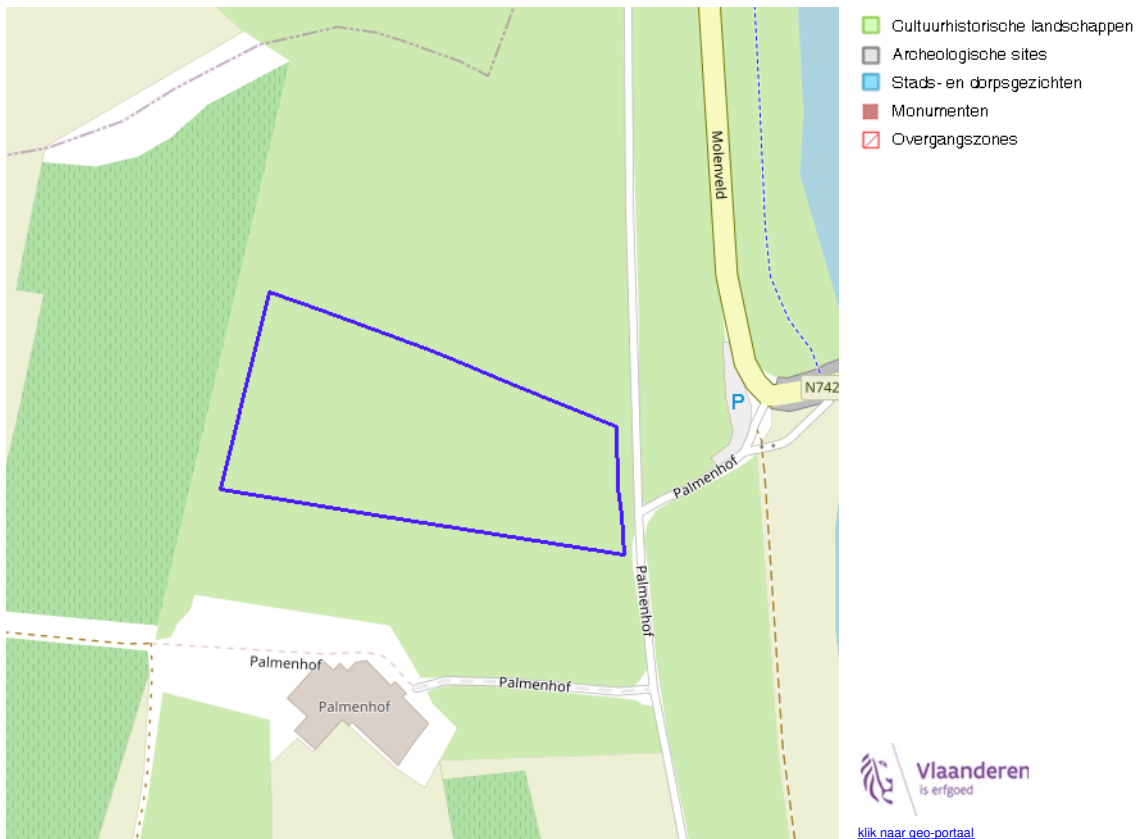 Cultuurhistorische landschappen
Archeologische sites
Stads- en dorpsgezichten
Monumenten
Overgangszones
Molenveld
N742
P
Palmenhof
Palmenhof
Palmenhof
Palmenhof
Palmenhof
Vlaanderen
is erfgoed
klik naar geo-portaal